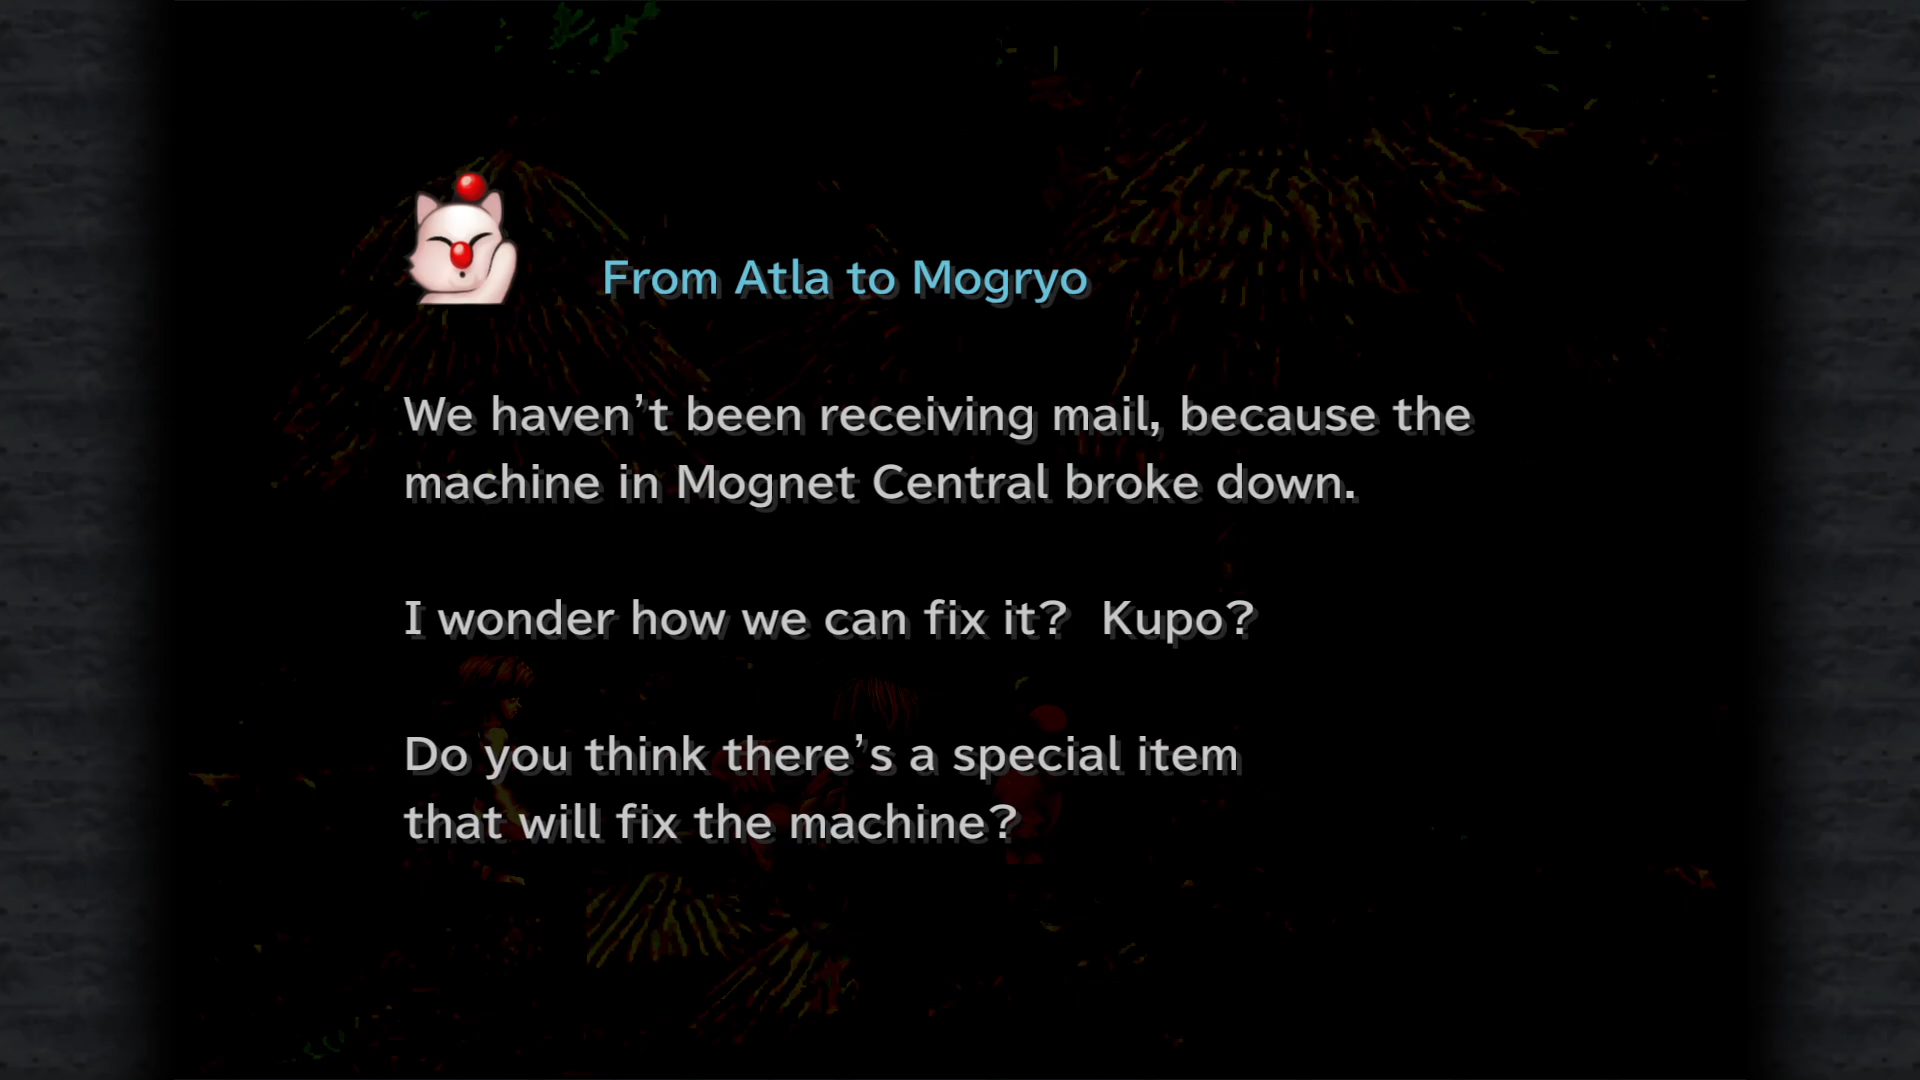 From Atla to Mogryo
We haven’t been receiving mail, because the
machine in Mognet Central broke down.
I wonder how we can fix it?  Kupo?
Do you think there’s a special item
that will fix the machine?